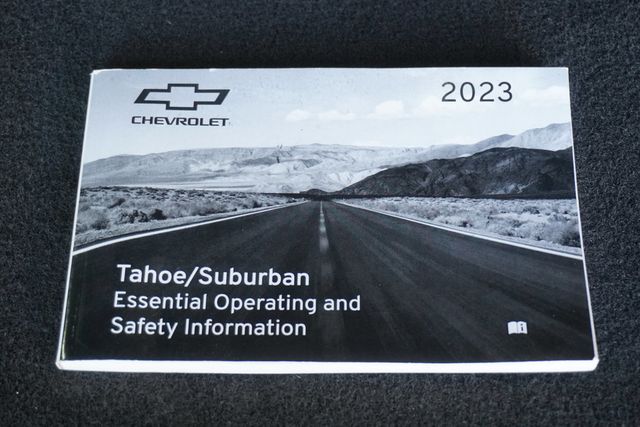 CHEVROLET
2023
Tahoe/Suburban
Essential Operating and
Safety Information